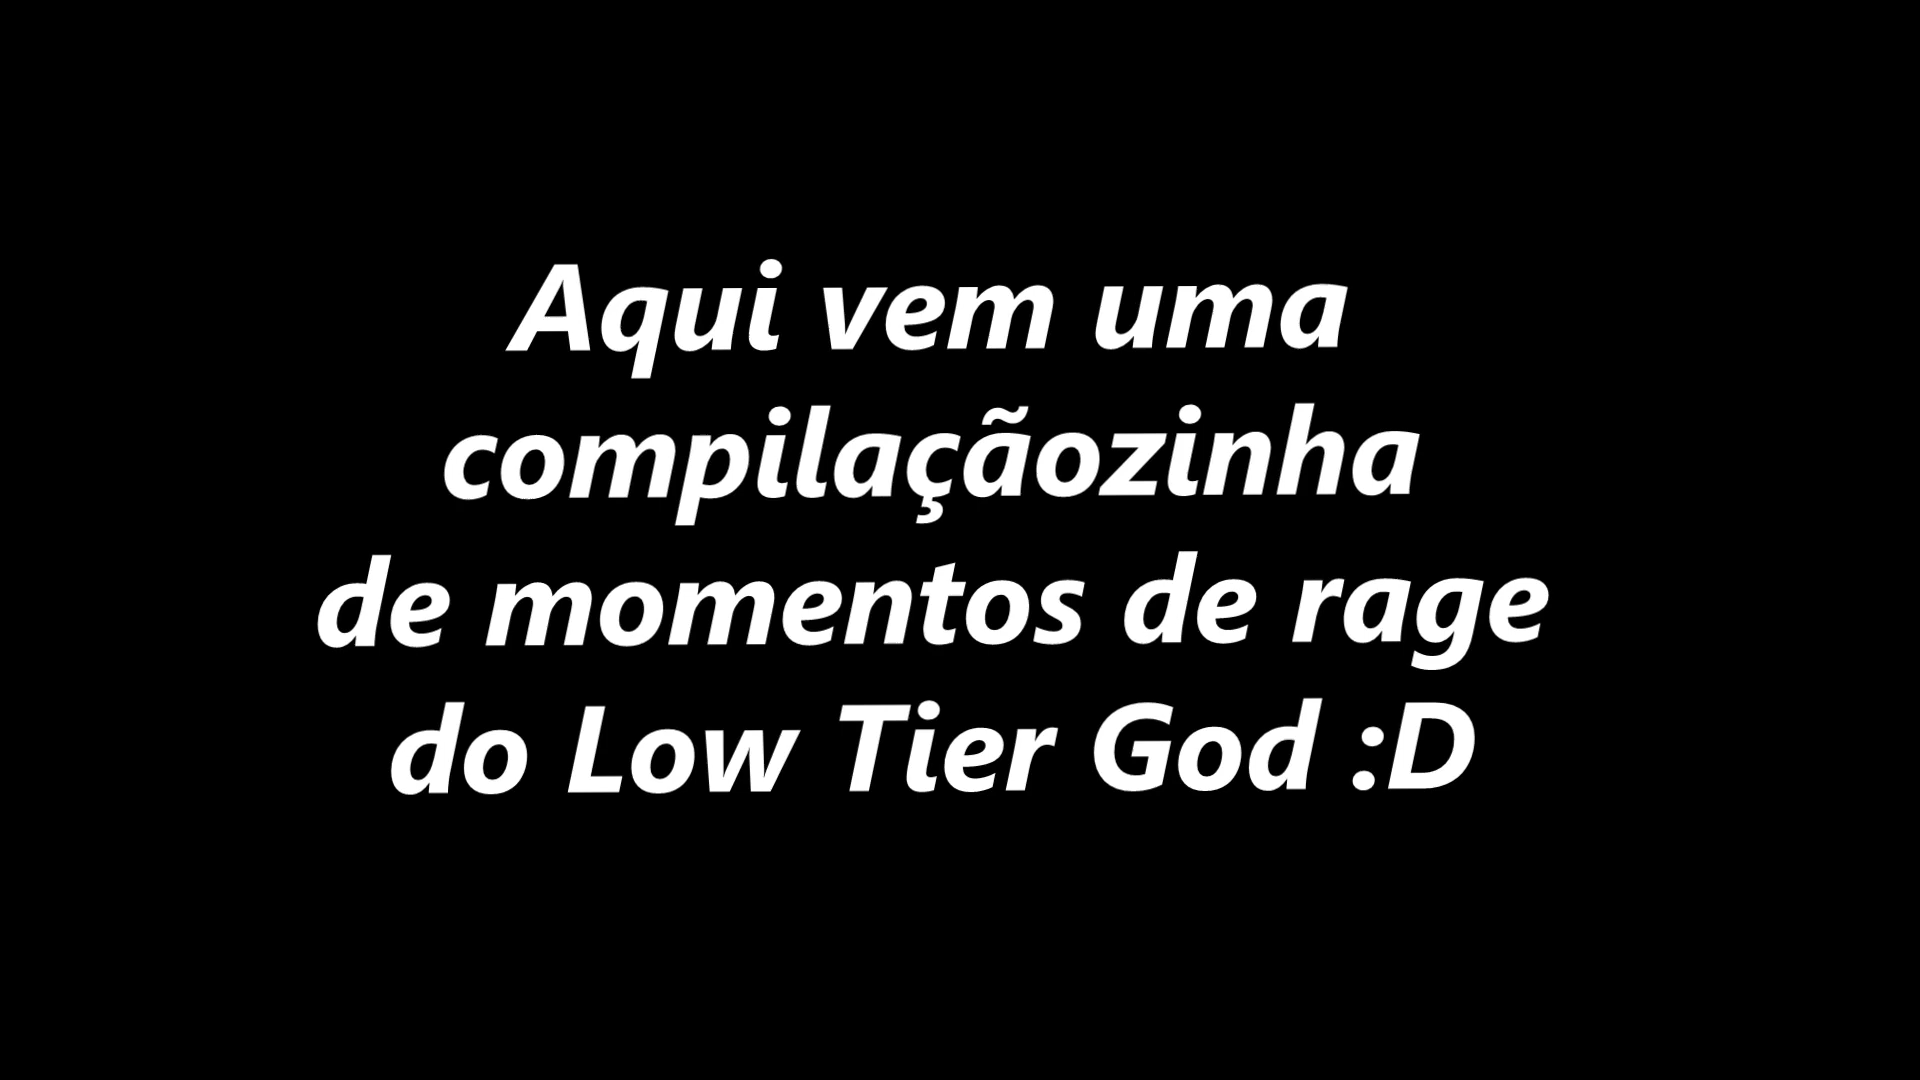 Aqui vem uma
compilaçãozinha
de momentos de rage
do Low Tier God :D